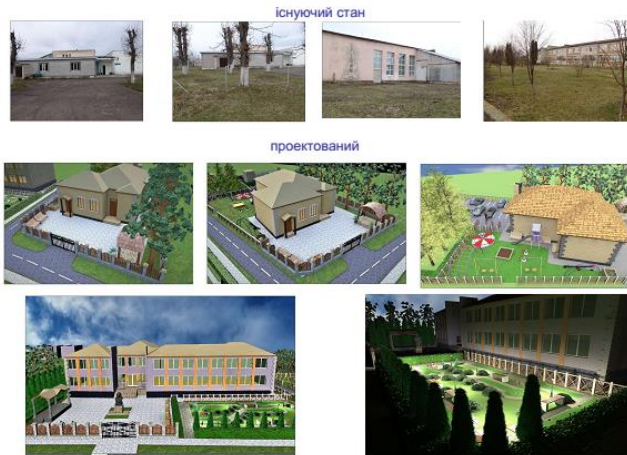 існуючий стан
проектований